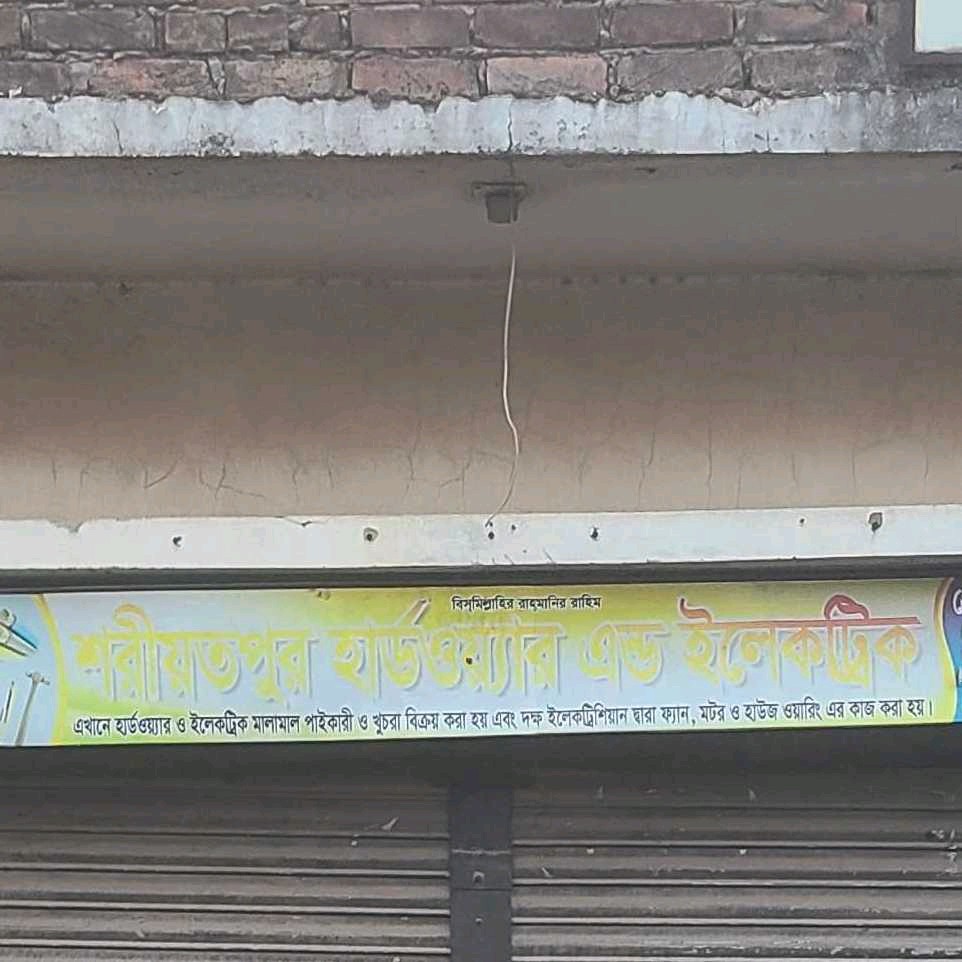 বিসমিল্লাহির রাহমানির রাহিম
শরীয়তপুর হার্ডওয়্যার এন্ড ইলেকট্রিক
এখানে হার্ডওয়্যার ও ইলেকট্রিক মালামাল পাইকারী ও খুচরা বিক্রয় করা হয় এবং দক্ষ ইলেকট্রিশিয়ান দ্বারা ফ্যান, মটর ও হাউজ ওয়ারিং এর কাজ করা হয়।